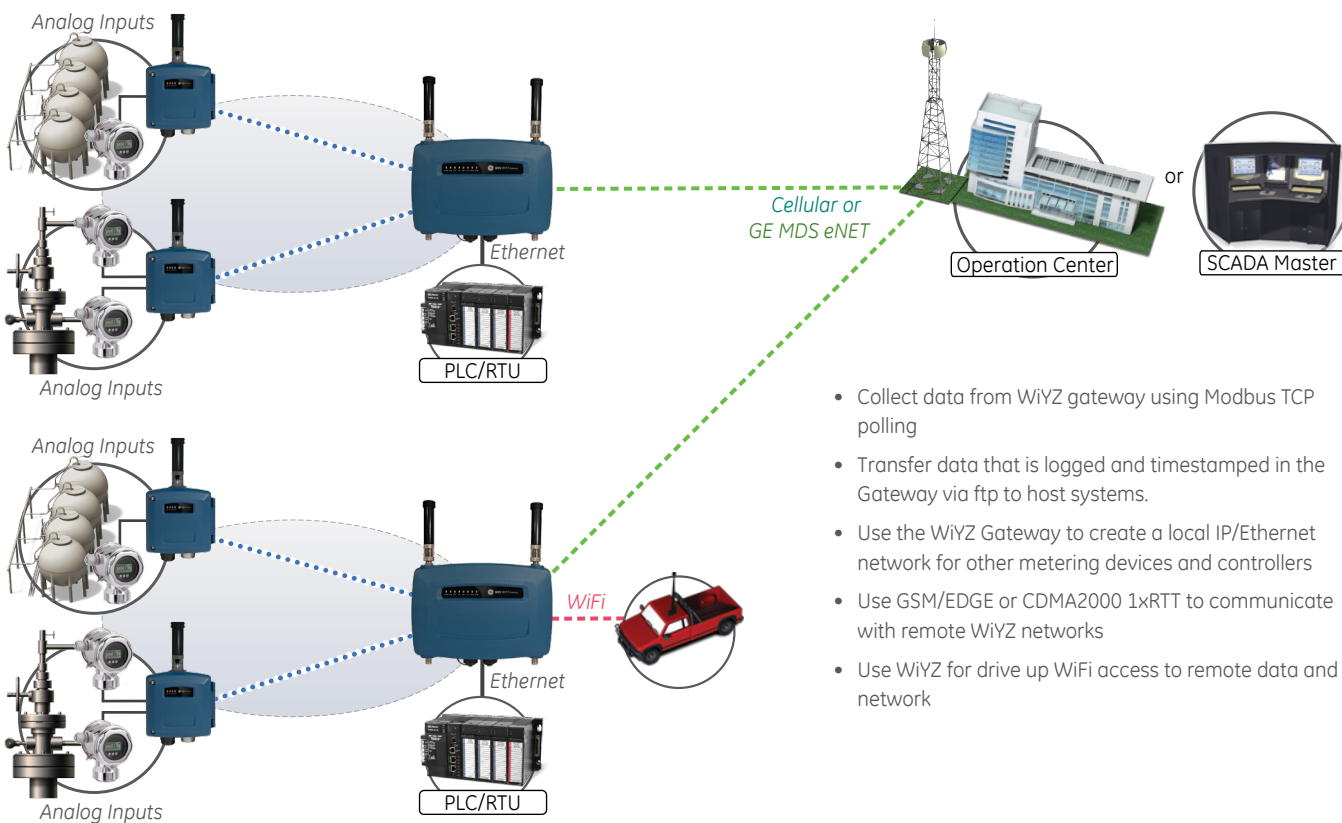 Analog Inputs
Analog Inputs
Ethernet
PLC/RTU
Cellular or
GE MDS eNET
Operation Center
or
SCADA Master
Analog Inputs
Analog Inputs
WiFi
Ethernet
PLC/RTU
• Collect data from WiYZ gateway using Modbus TCP
polling
• Transfer data that is logged and timestamped in the
Gateway via ftp to host systems.
• Use the WiYZ Gateway to create a local IP/Ethernet
network for other metering devices and controllers
• Use GSM/EDGE or CDMA2000 1xRTT to communicate
with remote WiYZ networks
• Use WiYZ for drive up WiFi access to remote data and
network